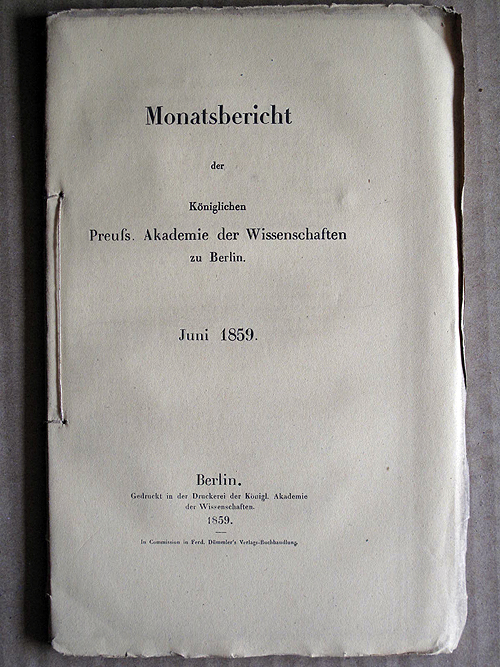 Monatsbericht
der
Königlichen
Preuſs. Akademie der Wissenschaften
zu Berlin.
Juni 1859.
Berlin.
Gedruckt in der Druckerei der Königl. Akademie
der Wissenschaften.
1859.
In Commission in Ferd. Dümmler's Verlags-Buchhandlung.